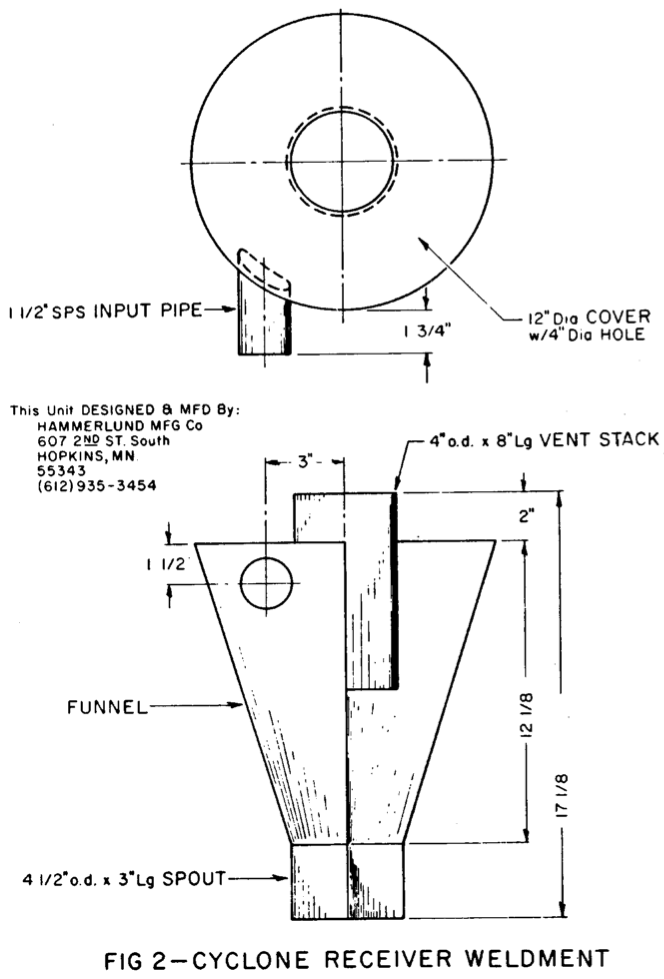 1 1/2" SPS INPUT PIPE
1 3/4"
12" Dia COVER
w/4" Dia HOLE
This Unit DESIGNED & MFD By:
HAMMERLUND MFG Co
607 2ND ST. South
HOPKINS, MN.
55343
(612) 935-3454
4" o.d. x 8" Lg VENT STACK
3"
2"
1 1/2
FUNNEL
12 1/8
17 1/8
4 1/2" o.d. x 3" Lg SPOUT
FIG 2—CYCLONE RECEIVER WELDMENT